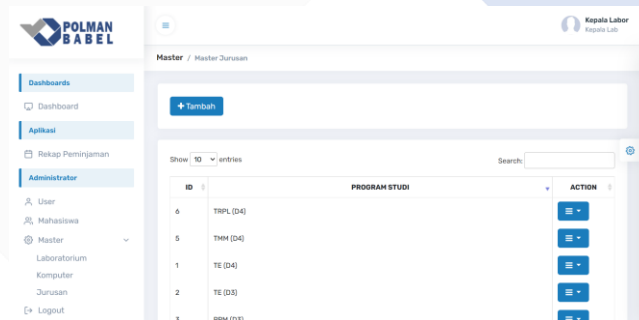 POLMAN
BABEL
Kepala Labor
Kepala Lab
Master / Master Jurusan
Dashboards
Dashboard
Aplikasi
Rekap Peminjaman
Administrator
User
Mahasiswa
Master
Laboratorium
Komputer
Jurusan
Logout
+ Tambah
Show 10 entries
Search:
ID PROGRAM STUDI ACTION
6 TRPL (D4)
5 TMM (D4)
1 TE (D4)
2 TE (D3)